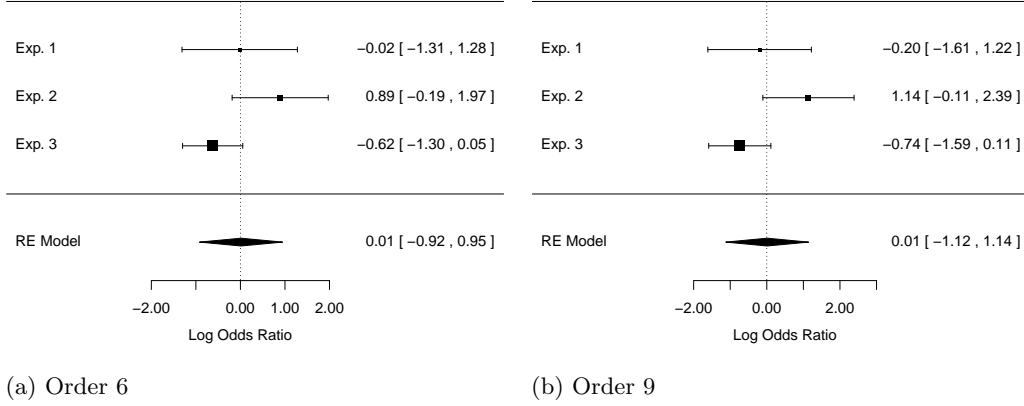 Exp. 1 −0.02 [ −1.31 , 1.28 ]
Exp. 2 0.89 [ −0.19 , 1.97 ]
Exp. 3 −0.62 [ −1.30 , 0.05 ]
RE Model 0.01 [ −0.92 , 0.95 ]
−2.00 0.00 1.00 2.00
Log Odds Ratio
(a) Order 6
Exp. 1 −0.20 [ −1.61 , 1.22 ]
Exp. 2 1.14 [ −0.11 , 2.39 ]
Exp. 3 −0.74 [ −1.59 , 0.11 ]
RE Model 0.01 [ −1.12 , 1.14 ]
−2.00 0.00 2.00
Log Odds Ratio
(b) Order 9